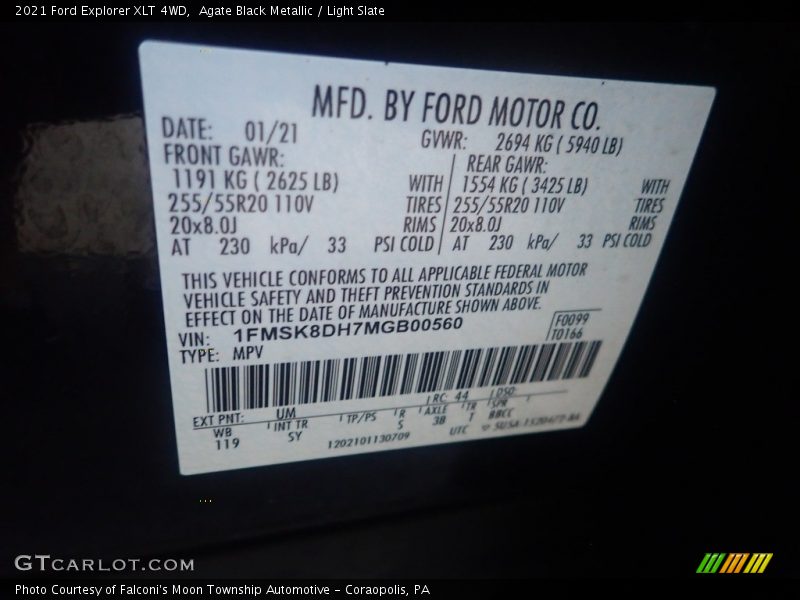 2021 Ford Explorer XLT 4WD,  Agate Black Metallic / Light Slate
MFD. BY FORD MOTOR CO.
DATE: 01/21 GVWR: 2694 KG ( 5940 LB)
FRONT GAWR: REAR GAWR:
1191 KG ( 2625 LB) WITH 1554 KG ( 3425 LB) WITH
255/55R20 110V TIRES 255/55R20 110V TIRES
20x8.0J RIMS 20x8.0J RIMS
AT 230 kPa/ 33 PSI COLD AT 230 kPa/ 33 PSI COLD
THIS VEHICLE CONFORMS TO ALL APPLICABLE FEDERAL MOTOR
VEHICLE SAFETY AND THEFT PREVENTION STANDARDS IN
EFFECT ON THE DATE OF MANUFACTURE SHOWN ABOVE.
VIN: 1FMSK8DH7MGB00560 F0099
TYPE: MPV T0166
EXT PNT: UM RC: 44 DSO:
WB INT TR TP/PS R AXLE TR SPR
119 SY S 3B T BBCC
1202101130709 UTC
GTCARLOT.COM
Photo Courtesy of Falconi's Moon Township Automotive – Coraopolis, PA